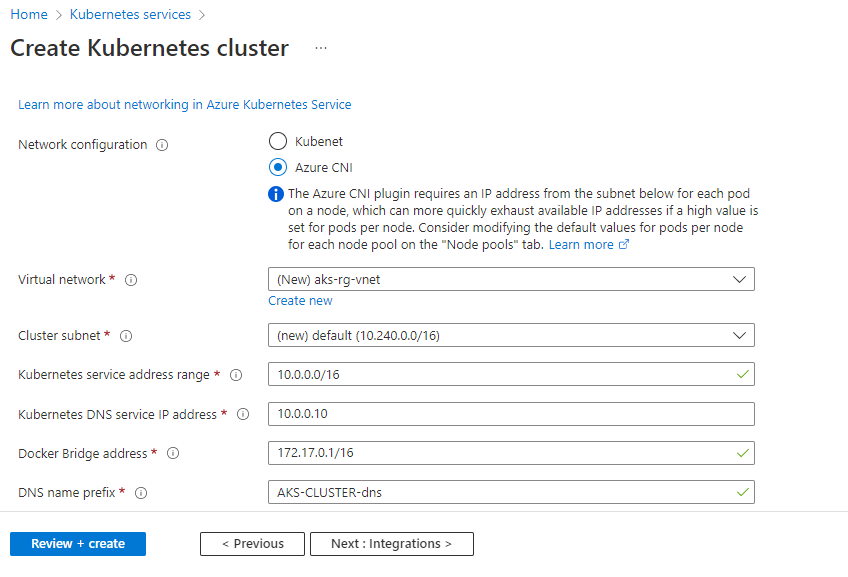 Home > Kubernetes services >
Create Kubernetes cluster ...
Learn more about networking in Azure Kubernetes Service
Network configuration
Kubenet
Azure CNI
The Azure CNI plugin requires an IP address from the subnet below for each pod
on a node, which can more quickly exhaust available IP addresses if a high value is
set for pods per node. Consider modifying the default values for pods per node
for each node pool on the "Node pools" tab. Learn more
Virtual network *
(New) aks-rg-vnet
Create new
Cluster subnet *
(new) default (10.240.0.0/16)
Kubernetes service address range *
10.0.0.0/16
Kubernetes DNS service IP address *
10.0.0.10
Docker Bridge address *
172.17.0.1/16
DNS name prefix *
AKS-CLUSTER-dns
Review + create
< Previous
Next : Integrations >